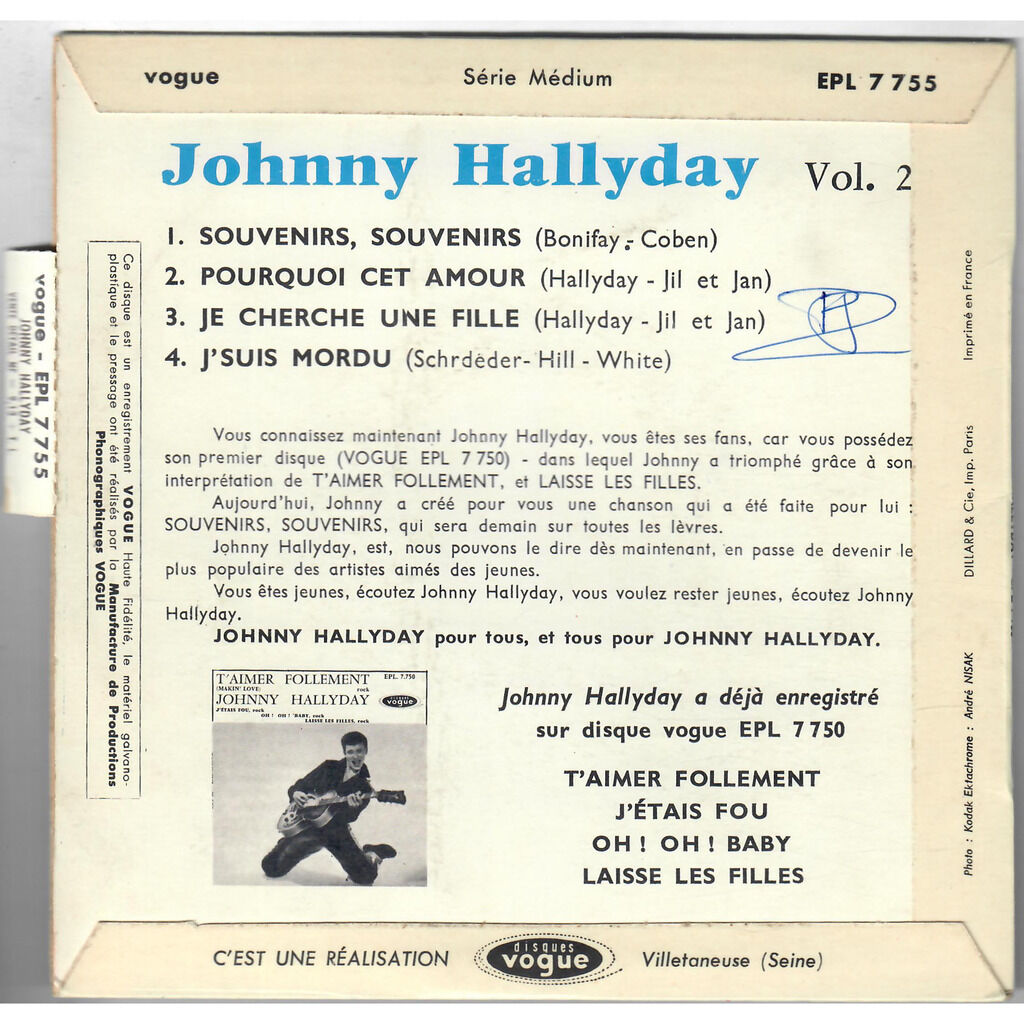 vogue Série Médium EPL 7 755
Johnny Hallyday Vol. 2
1. SOUVENIRS, SOUVENIRS (Bonifay - Coben)
2. POURQUOI CET AMOUR (Hallyday - Jil et Jan)
3. JE CHERCHE UNE FILLE (Hallyday - Jil et Jan)
4. J'SUIS MORDU (Schrdëder - Hill - White)
Vous connaissez maintenant Johnny Hallyday, vous êtes ses fans, car vous possédez
son premier disque (VOGUE EPL 7 750) - dans lequel Johnny a triomphé grâce à son
interprétation de T'AIMER FOLLEMENT, et LAISSE LES FILLES.
Aujourd'hui, Johnny a créé pour vous une chanson qui a été faite pour lui :
SOUVENIRS, SOUVENIRS, qui sera demain sur toutes les lèvres.
Johnny Hallyday, est, nous pouvons le dire dès maintenant, en passe de devenir le
plus populaire des artistes aimés des jeunes.
Vous êtes jeunes, écoutez Johnny Hallyday, vous voulez rester jeunes, écoutez Johnny
Hallyday.
JOHNNY HALLYDAY pour tous, et tous pour JOHNNY HALLYDAY.
T'AIMER FOLLEMENT EPL. 7.750
(MAKIN' LOVE) rock
JOHNNY HALLYDAY disques vogue
J'ÉTAIS FOU, rock
OH ! OH ! BABY, rock
LAISSE LES FILLES, rock
Johnny Hallyday a déjà enregistré
sur disque vogue EPL 7 750
T'AIMER FOLLEMENT
J'ÉTAIS FOU
OH ! OH ! BABY
LAISSE LES FILLES
C'EST UNE RÉALISATION disques vogue Villetaneuse (Seine)
vogue - EPL 7 755
JOHNNY HALLYDAY
Ce disque est un enregistrement VOGUE Haute Fidélité, le matériel galvano-
plastique et le pressage ont été réalisés par la Manufacture de Productions
Phonographiques VOGUE
Imprimé en France
DILLARD & Cie, Imp. Paris
Photo : Kodak Ektachrome : André NISAK